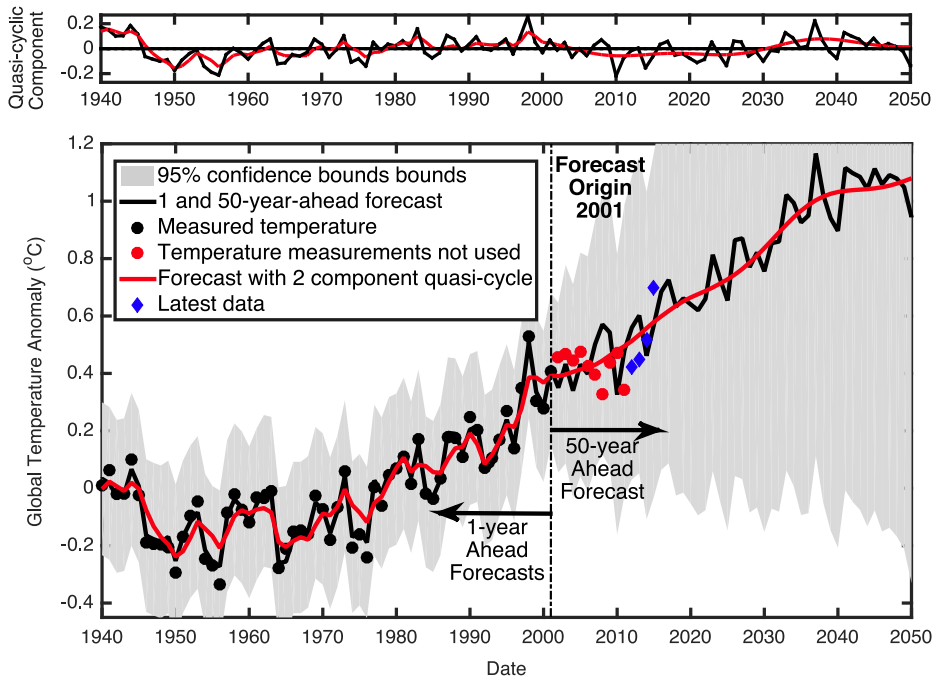 Quasi-cyclic
Component
0.2
0
-0.2
1940 1950 1960 1970 1980 1990 2000 2010 2020 2030 2040 2050
Global Temperature Anomaly (°C)
1.2
1
0.8
0.6
0.4
0.2
0
-0.2
-0.4
95% confidence bounds bounds
1 and 50-year-ahead forecast
Measured temperature
Temperature measurements not used
Forecast with 2 component quasi-cycle
Latest data
Forecast
Origin
2001
50-year
Ahead
Forecast
1-year
Ahead
Forecasts
1940 1950 1960 1970 1980 1990 2000 2010 2020 2030 2040 2050
Date